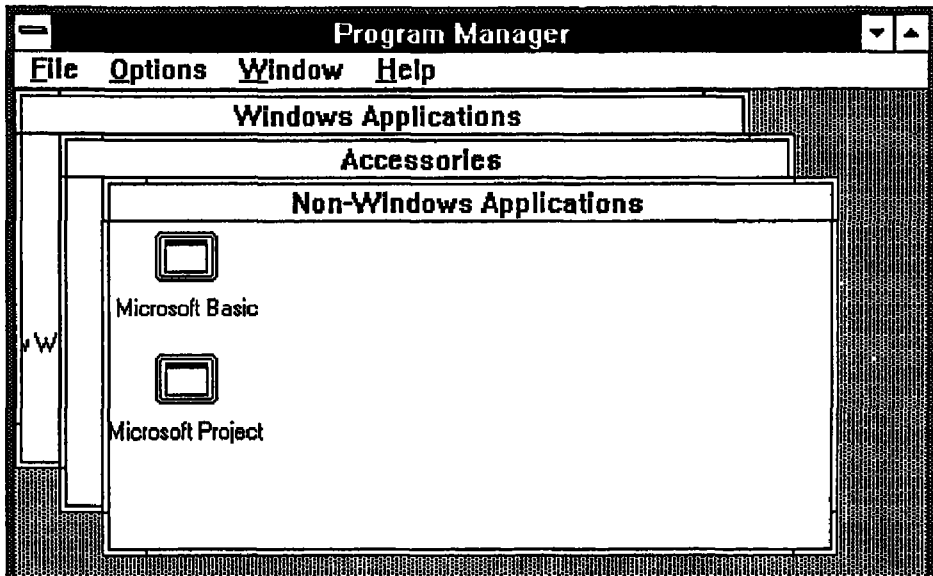 Program Manager
File Options Window Help
Windows Applications
Accessories
Non-Windows Applications
Microsoft Basic
W
Microsoft Project